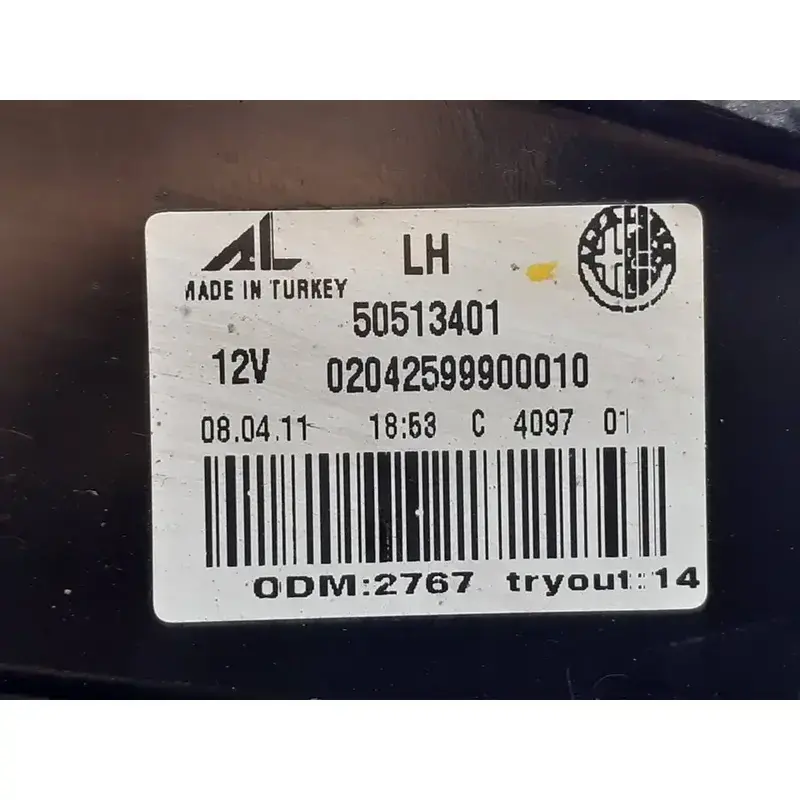 AL LH
MADE IN TURKEY
50513401
12V 02042599900010
08.04.11 18:53 C 4097 01
ODM:2767 tryout:14